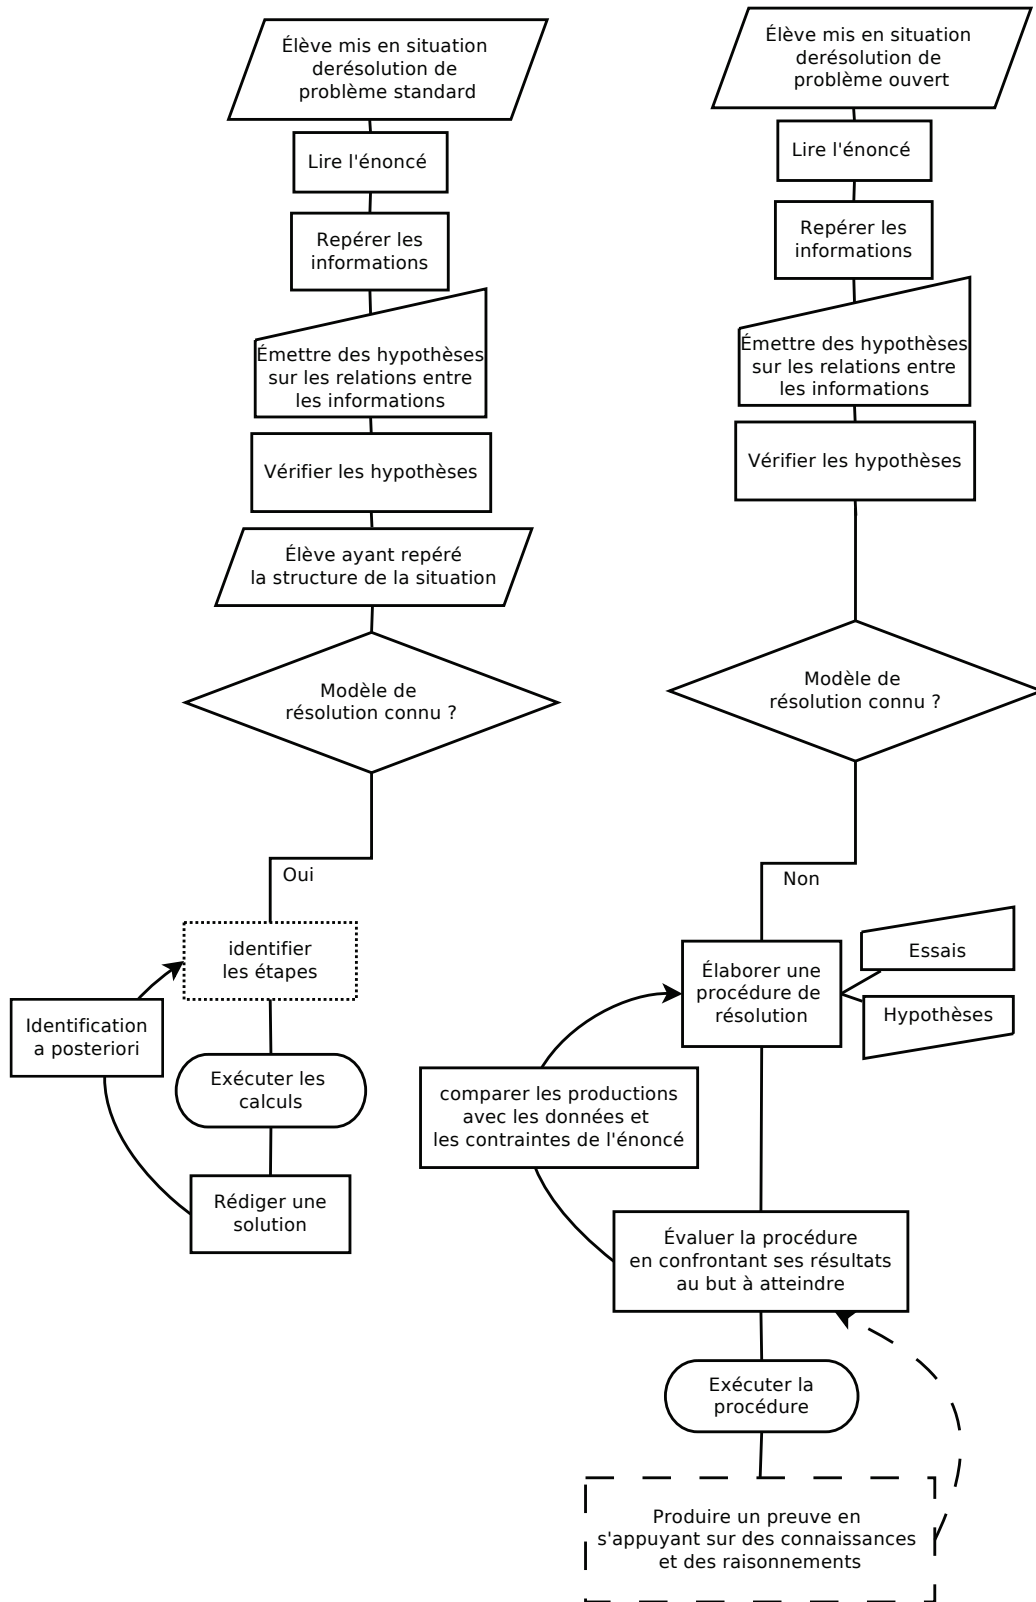 Élève mis en situation
derésolution de
problème standard
Lire l'énoncé
Repérer les
informations
Émettre des hypothèses
sur les relations entre
les informations
Vérifier les hypothèses
Élève ayant repéré
la structure de la situation
Modèle de
résolution connu ?
Oui
identifier
les étapes
Identification
a posteriori
Exécuter les
calculs
Rédiger une
solution
Élève mis en situation
derésolution de
problème ouvert
Lire l'énoncé
Repérer les
informations
Émettre des hypothèses
sur les relations entre
les informations
Vérifier les hypothèses
Modèle de
résolution connu ?
Non
Élaborer une
procédure de
résolution
Essais
Hypothèses
comparer les productions
avec les données et
les contraintes de l'énoncé
Évaluer la procédure
en confrontant ses résultats
au but à atteindre
Exécuter la
procédure
Produire un preuve en
s'appuyant sur des connaissances
et des raisonnements